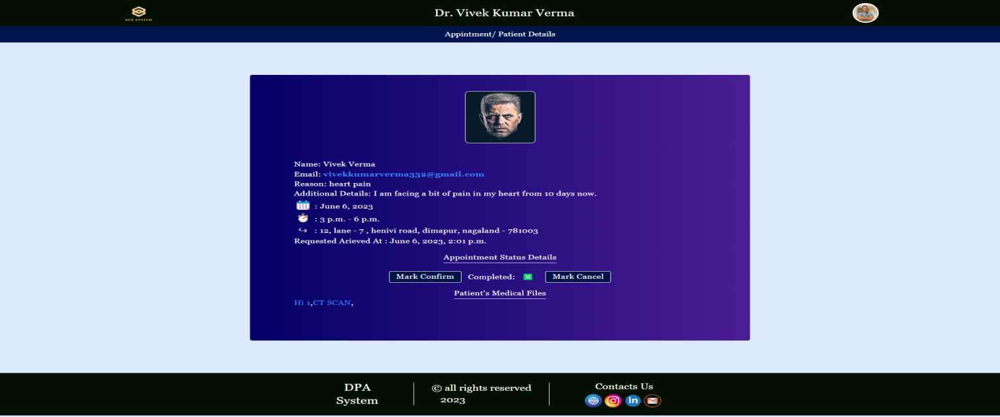 DPA SYSTEM
Dr. Vivek Kumar Verma
Appintment/ Patient Details
Name: Vivek Verma
Email: vivekkumarverma332@gmail.com
Reason: heart pain
Additional Details: I am facing a bit of pain in my heart from 10 days now.
: June 6, 2023
: 3 p.m. - 6 p.m.
: 12, lane - 7 , henivi road, dimapur, nagaland - 781003
Requested Arieved At : June 6, 2023, 2:01 p.m.
Appointment Status Details
Mark Confirm Completed: Mark Cancel
Patient's Medical Files
Hi 1,CT SCAN,
DPA
System
© all rights reserved
2023
Contacts Us
in